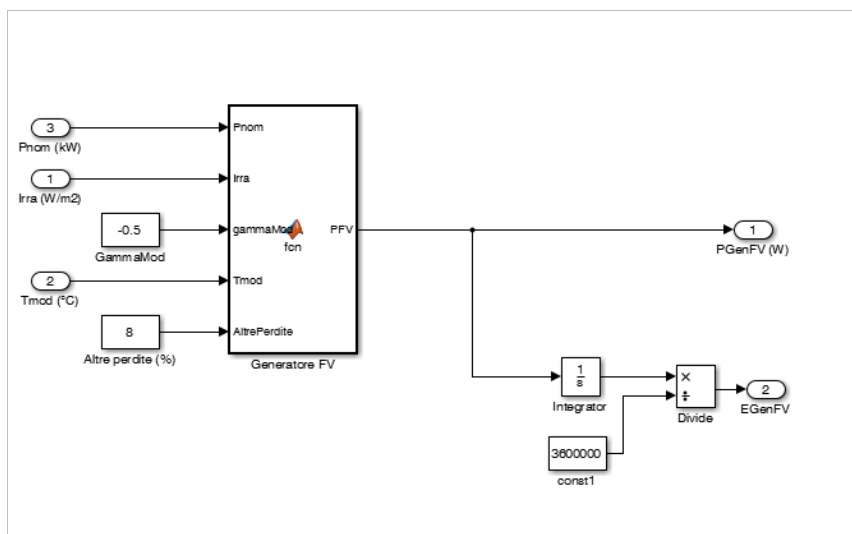 3
Pnom (kW)
Pnom
1
Irra (W/m2)
Irra
-0.5
GammaMod
gammaMod
fcn
PFV
1
PGenFV (W)
2
Tmod (°C)
Tmod
8
Altre perdite (%)
AltrePerdite
Generatore FV
1
s
Integrator
×
÷
Divide
2
EGenFV
3600000
const1